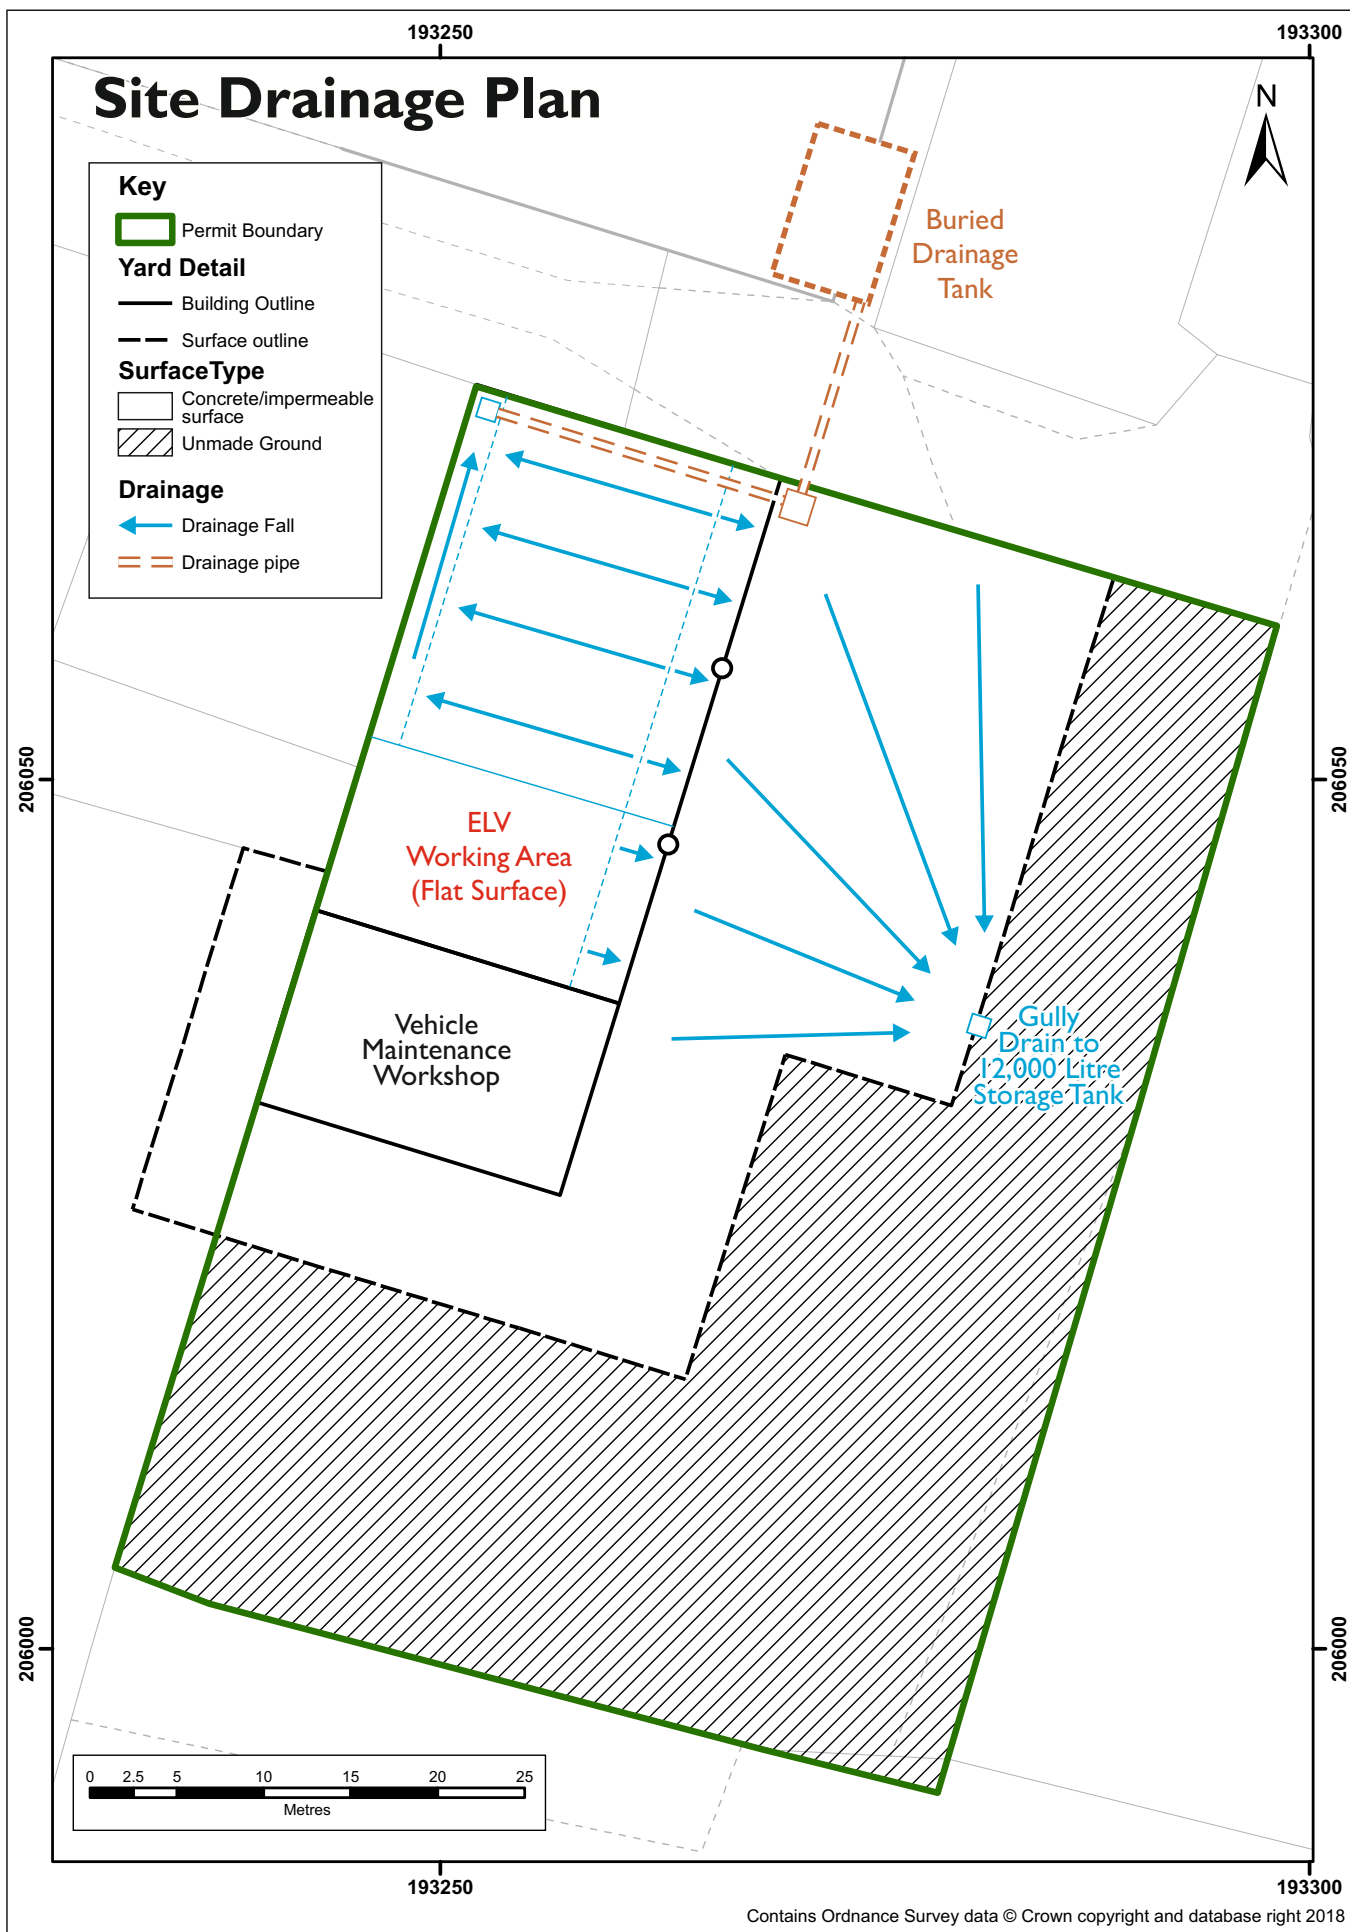 193250
193300
Site Drainage Plan
N
Key
Permit Boundary
Yard Detail
Building Outline
Surface outline
SurfaceType
Concrete/impermeable
surface
Unmade Ground
Drainage
Drainage Fall
Drainage pipe
Buried
Drainage
Tank
206050
206050
ELV
Working Area
(Flat Surface)
Vehicle
Maintenance
Workshop
Gully
Drain to
12,000 Litre
Storage Tank
206000
206000
0 2.5 5 10 15 20 25
Metres
193250
193300
Contains Ordnance Survey data © Crown copyright and database right 2018